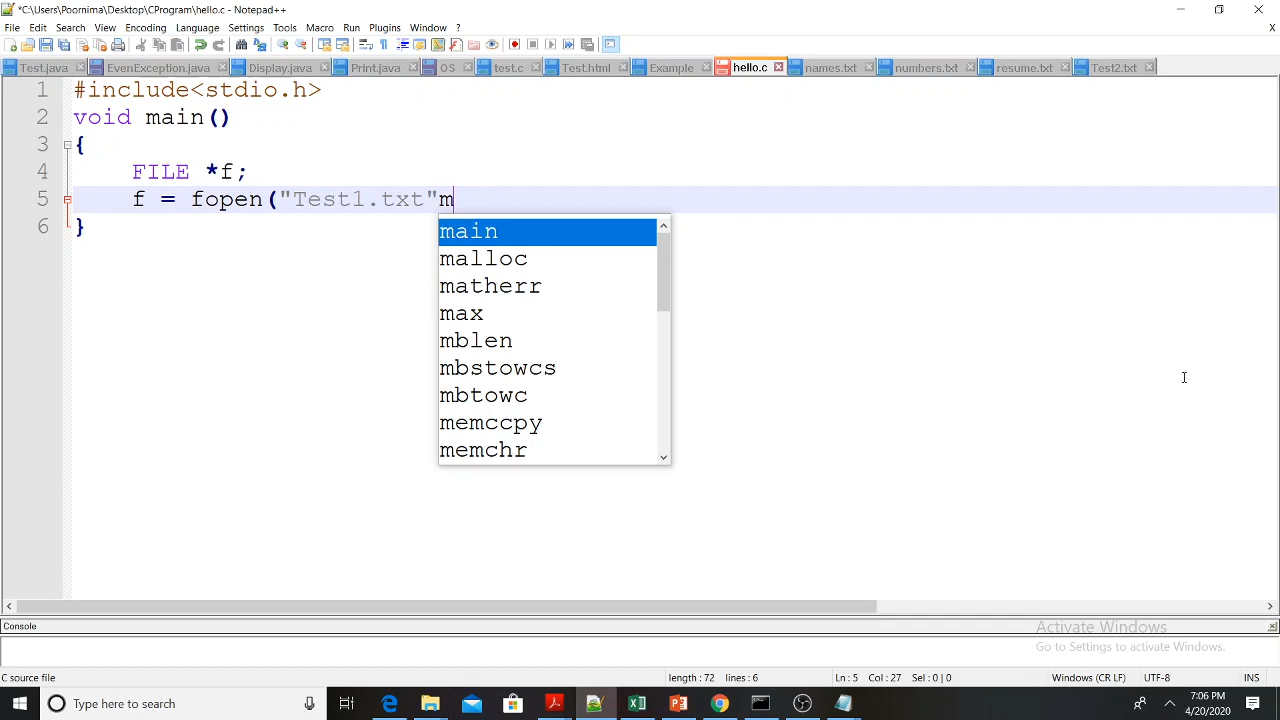 *C:\Users\Poornima\Desktop\CProgram\hello.c - Notepad++
File Edit Search View Encoding Language Settings Tools Macro Run Plugins Window ? X
Test.java EvenException.java Display.java Print.java OS test.c Test.html Example hello.c names.txt numbers.txt resume.txt Test2.txt
1 #include<stdio.h>
2 void main()
3 {
4 FILE *f;
5 f = fopen("Test1.txt"m
6 }
main
malloc
matherr
max
mblen
mbstowcs
mbtowc
memccpy
memchr
Console
Activate Windows
Go to Settings to activate Windows.
C source file length : 72 lines : 6 Ln : 5 Col : 27 Sel : 0 | 0 Windows (CR LF) UTF-8 INS
Type here to search
7:06 PM
4/20/2020